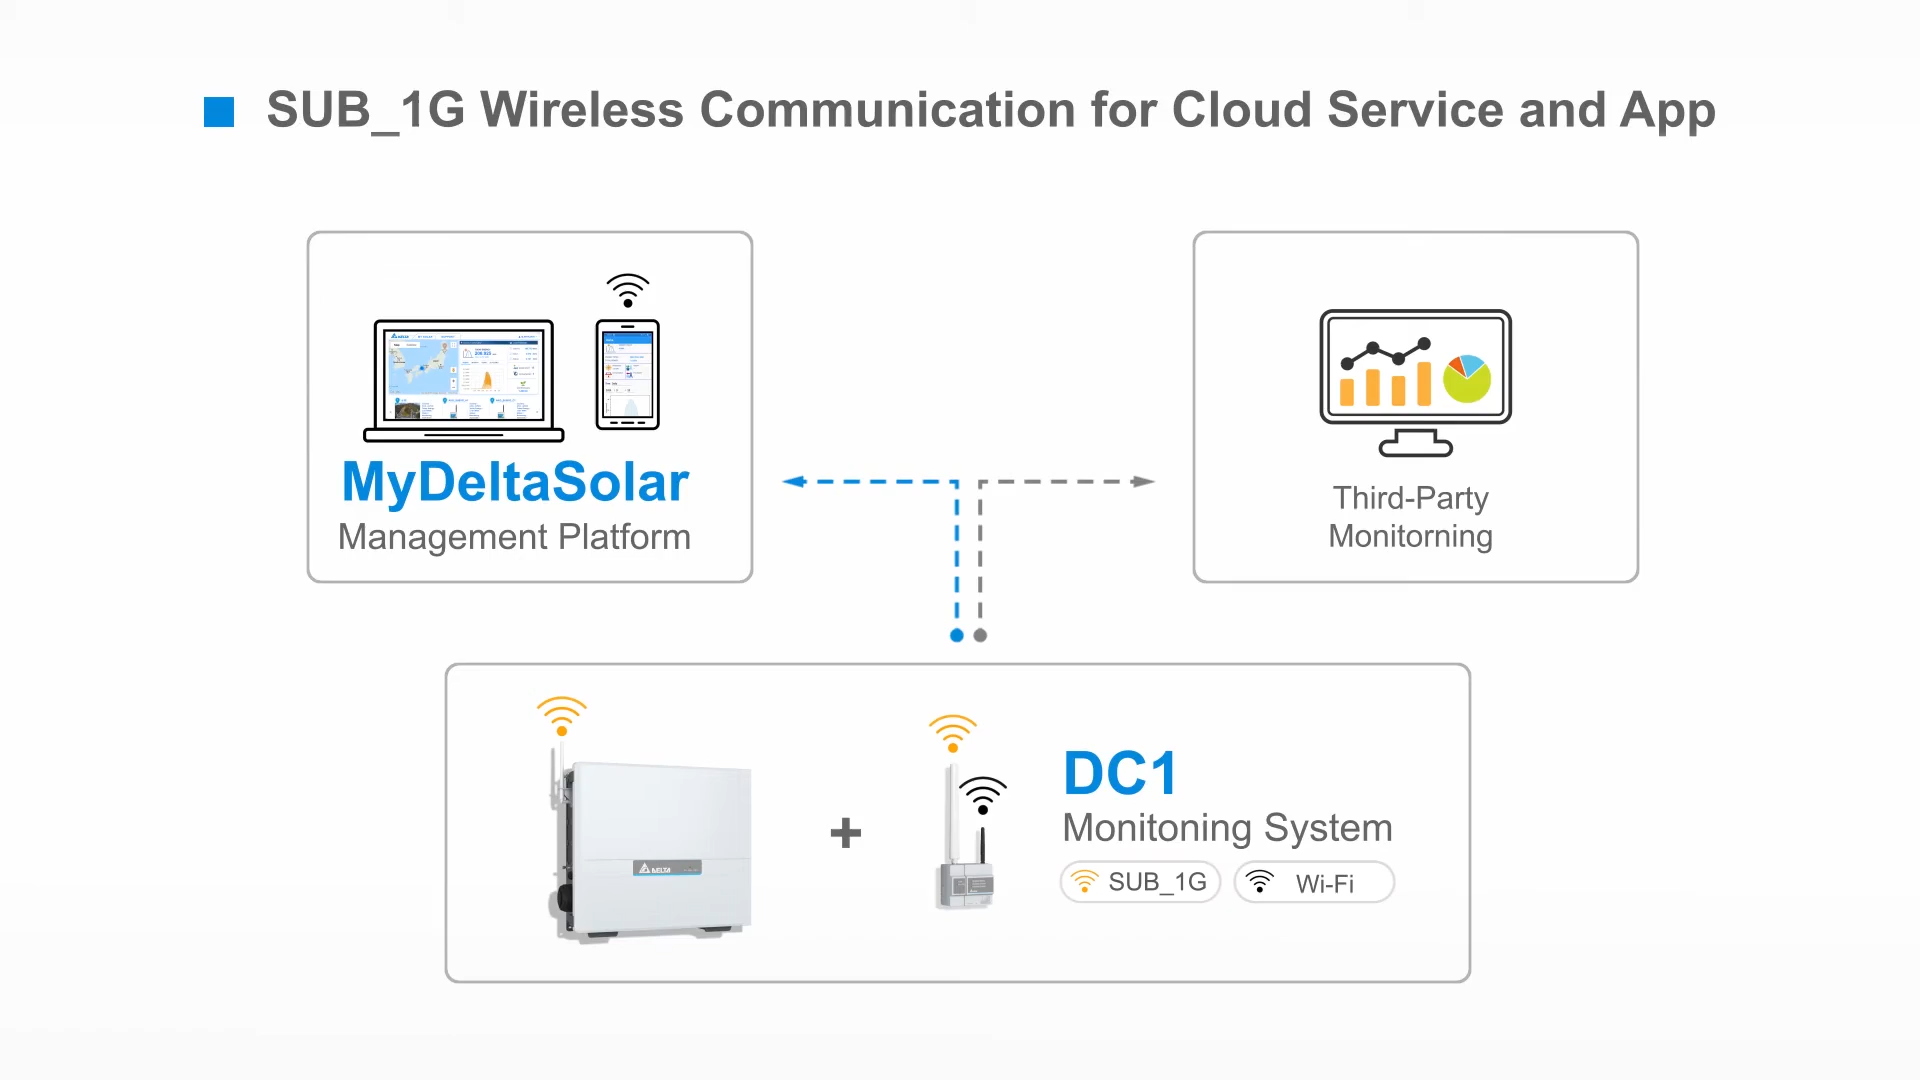 SUB_1G Wireless Communication for Cloud Service and App
MyDeltaSolar
Management Platform
Third-Party
Monitorning
DELTA
DC1
Monitoning System
SUB_1G
Wi-Fi